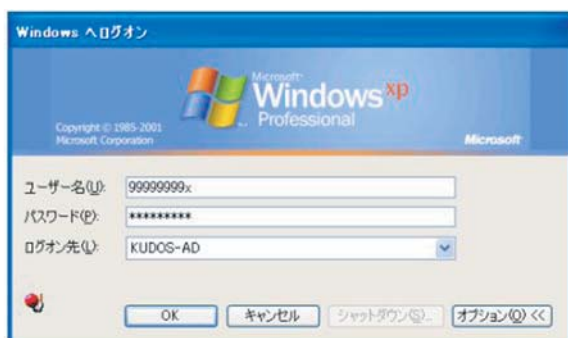 Windows へログオン
Microsoft
Windows xp
Professional
Copyright © 1985-2001
Microsoft Corporation
Microsoft
ユーザー名(U): 99999999x
パスワード(P): *********
ログオン先(L): KUDOS-AD
OK キャンセル シャットダウン(S)... オプション(O) <<